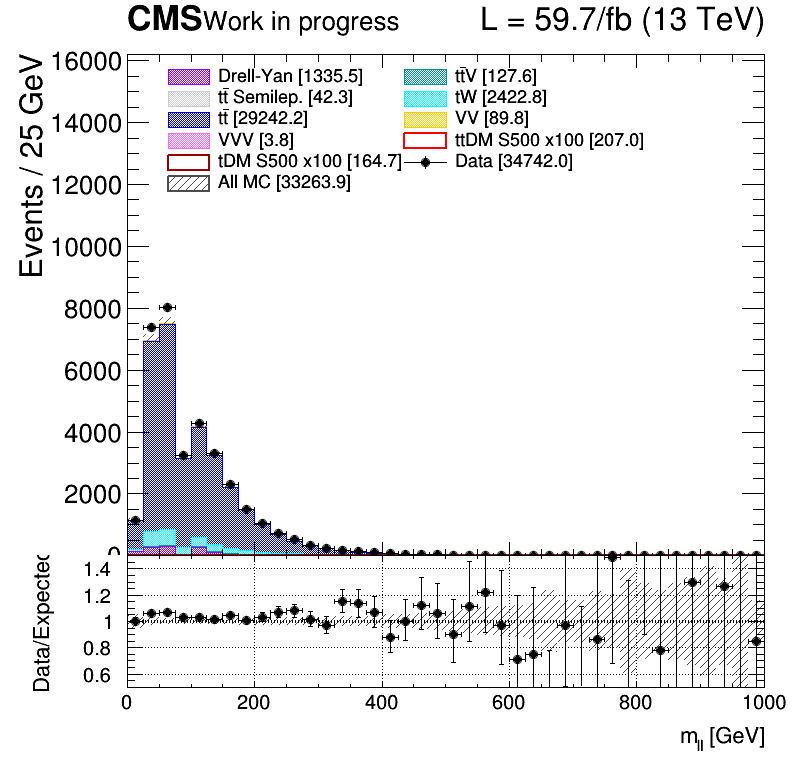 CMS Work in progress L = 59.7/fb (13 TeV)
Events / 25 GeV
16000
14000
12000
10000
8000
6000
4000
2000
0
Drell-Yan [1335.5] tt̄V [127.6]
tt̄ Semilep. [42.3] tW [2422.8]
tt̄ [29242.2] VV [89.8]
VVV [3.8] ttDM S500 x100 [207.0]
tDM S500 x100 [164.7] Data [34742.0]
All MC [33263.9]
Data/Expected
1.4
1.2
1
0.8
0.6
0 200 400 600 800 1000
m_ll [GeV]